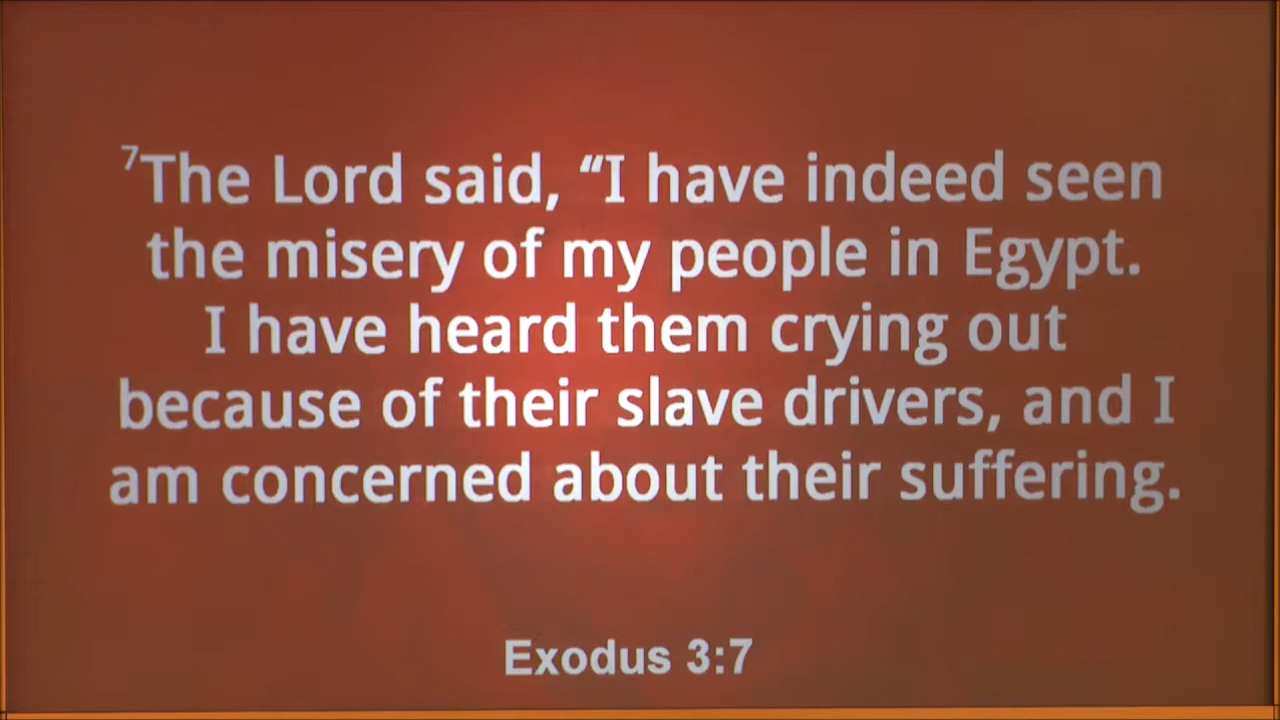 ⁷The Lord said, “I have indeed seen
the misery of my people in Egypt.
I have heard them crying out
because of their slave drivers, and I
am concerned about their suffering.
Exodus 3:7